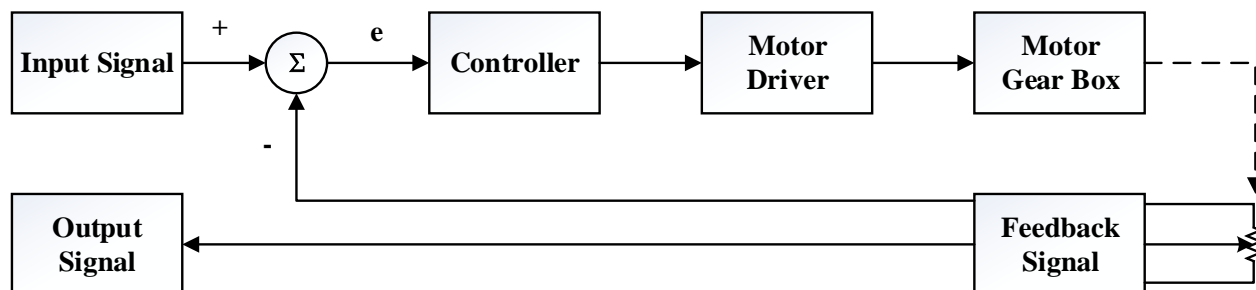 +
e
Input Signal
Σ
Controller
Motor
Driver
Motor
Gear Box
-
Output
Signal
Feedback
Signal